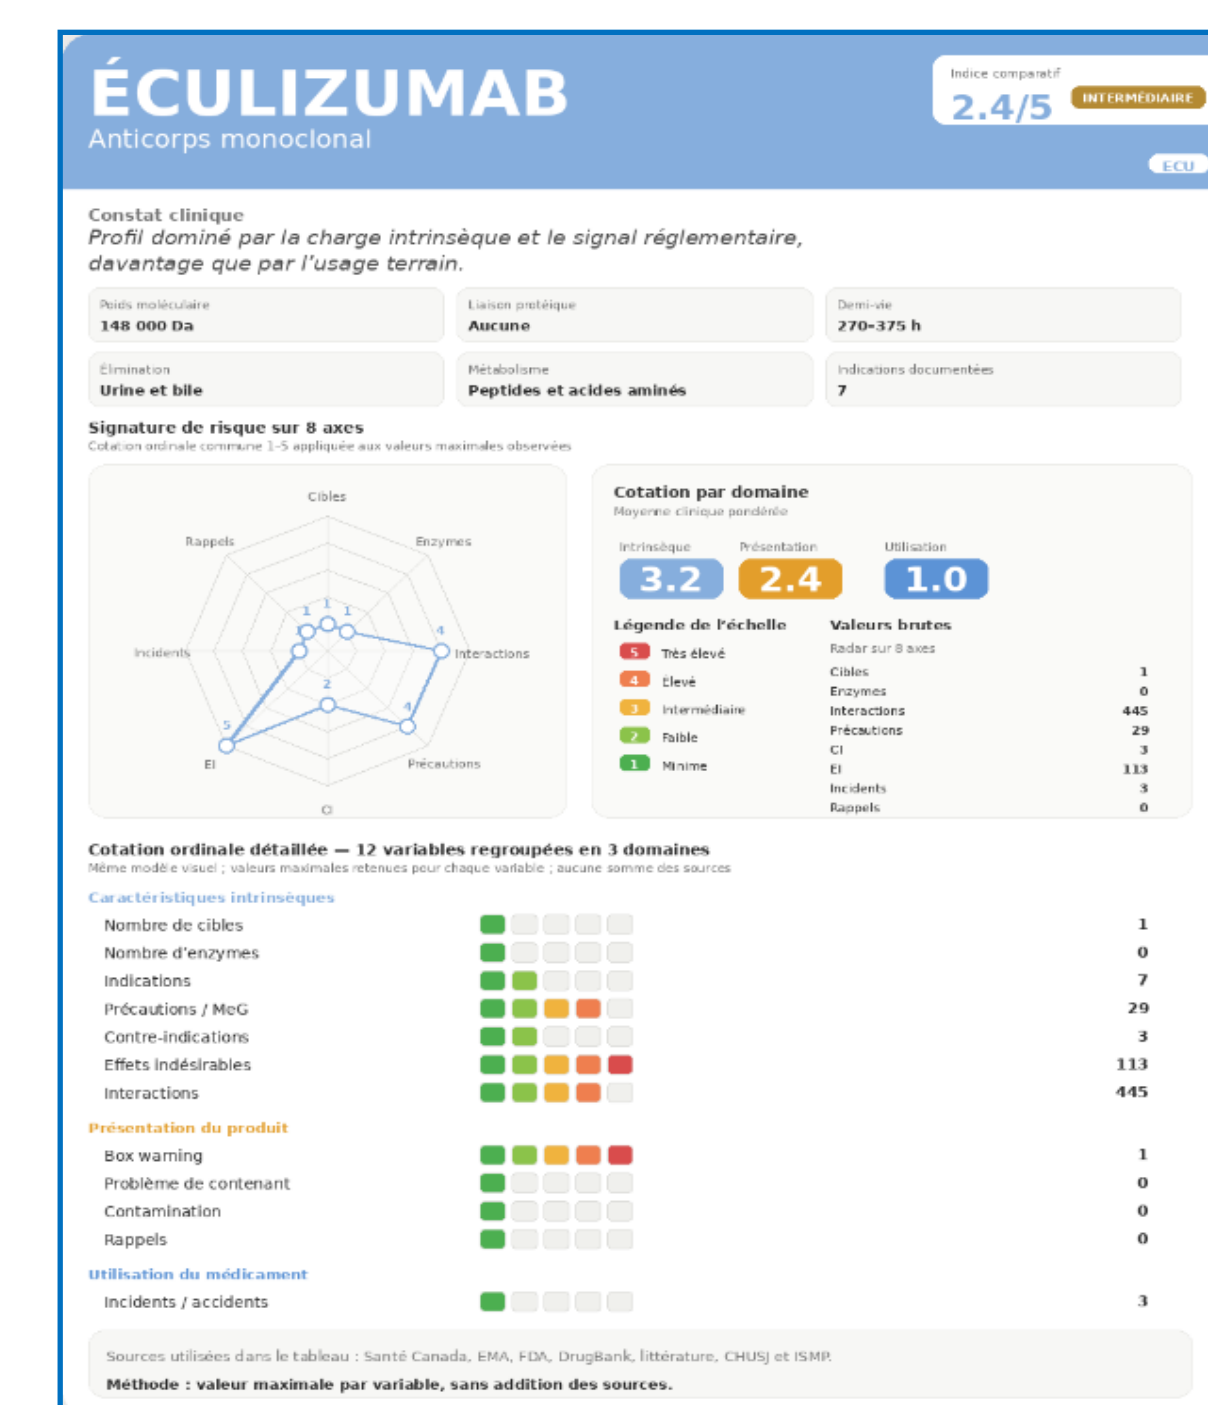 ÉCULIZUMAB
Anticorps monoclonal
Indice comparatif
2.4/5 INTERMÉDIAIRE
ECU
Constat clinique
Profil dominé par la charge intrinsèque et le signal réglementaire,
davantage que par l’usage terrain.
Poids moléculaire
148 000 Da
Liaison protéique
Aucune
Demi-vie
270–375 h
Élimination
Urine et bile
Métabolisme
Peptides et acides aminés
Indications documentées
7
Signature de risque sur 8 axes
Cotation ordinale commune 1–5 appliquée aux valeurs maximales observées
Cibles
Rappels
Enzymes
1
1
1
4
Incidents
1
Interactions
2
4
5
EI
Précautions
CI
Cotation par domaine
Moyenne clinique pondérée
Intrinsèque Présentation Utilisation
3.2 2.4 1.0
Légende de l’échelle
5 Très élevé
4 Élevé
3 Intermédiaire
2 Faible
1 Minime
Valeurs brutes
Radar sur 8 axes
Cibles 1
Enzymes 0
Interactions 445
Précautions 29
CI 3
EI 113
Incidents 3
Rappels 0
Cotation ordinale détaillée — 12 variables regroupées en 3 domaines
Même modèle visuel ; valeurs maximales retenues pour chaque variable ; aucune somme des sources
Caractéristiques intrinsèques
Nombre de cibles 1
Nombre d’enzymes 0
Indications 7
Précautions / MeG 29
Contre-indications 3
Effets indésirables 113
Interactions 445
Présentation du produit
Box warning 1
Problème de contenant 0
Contamination 0
Rappels 0
Utilisation du médicament
Incidents / accidents 3
Sources utilisées dans le tableau : Santé Canada, EMA, FDA, DrugBank, littérature, CHUSJ et ISMP.
Méthode : valeur maximale par variable, sans addition des sources.